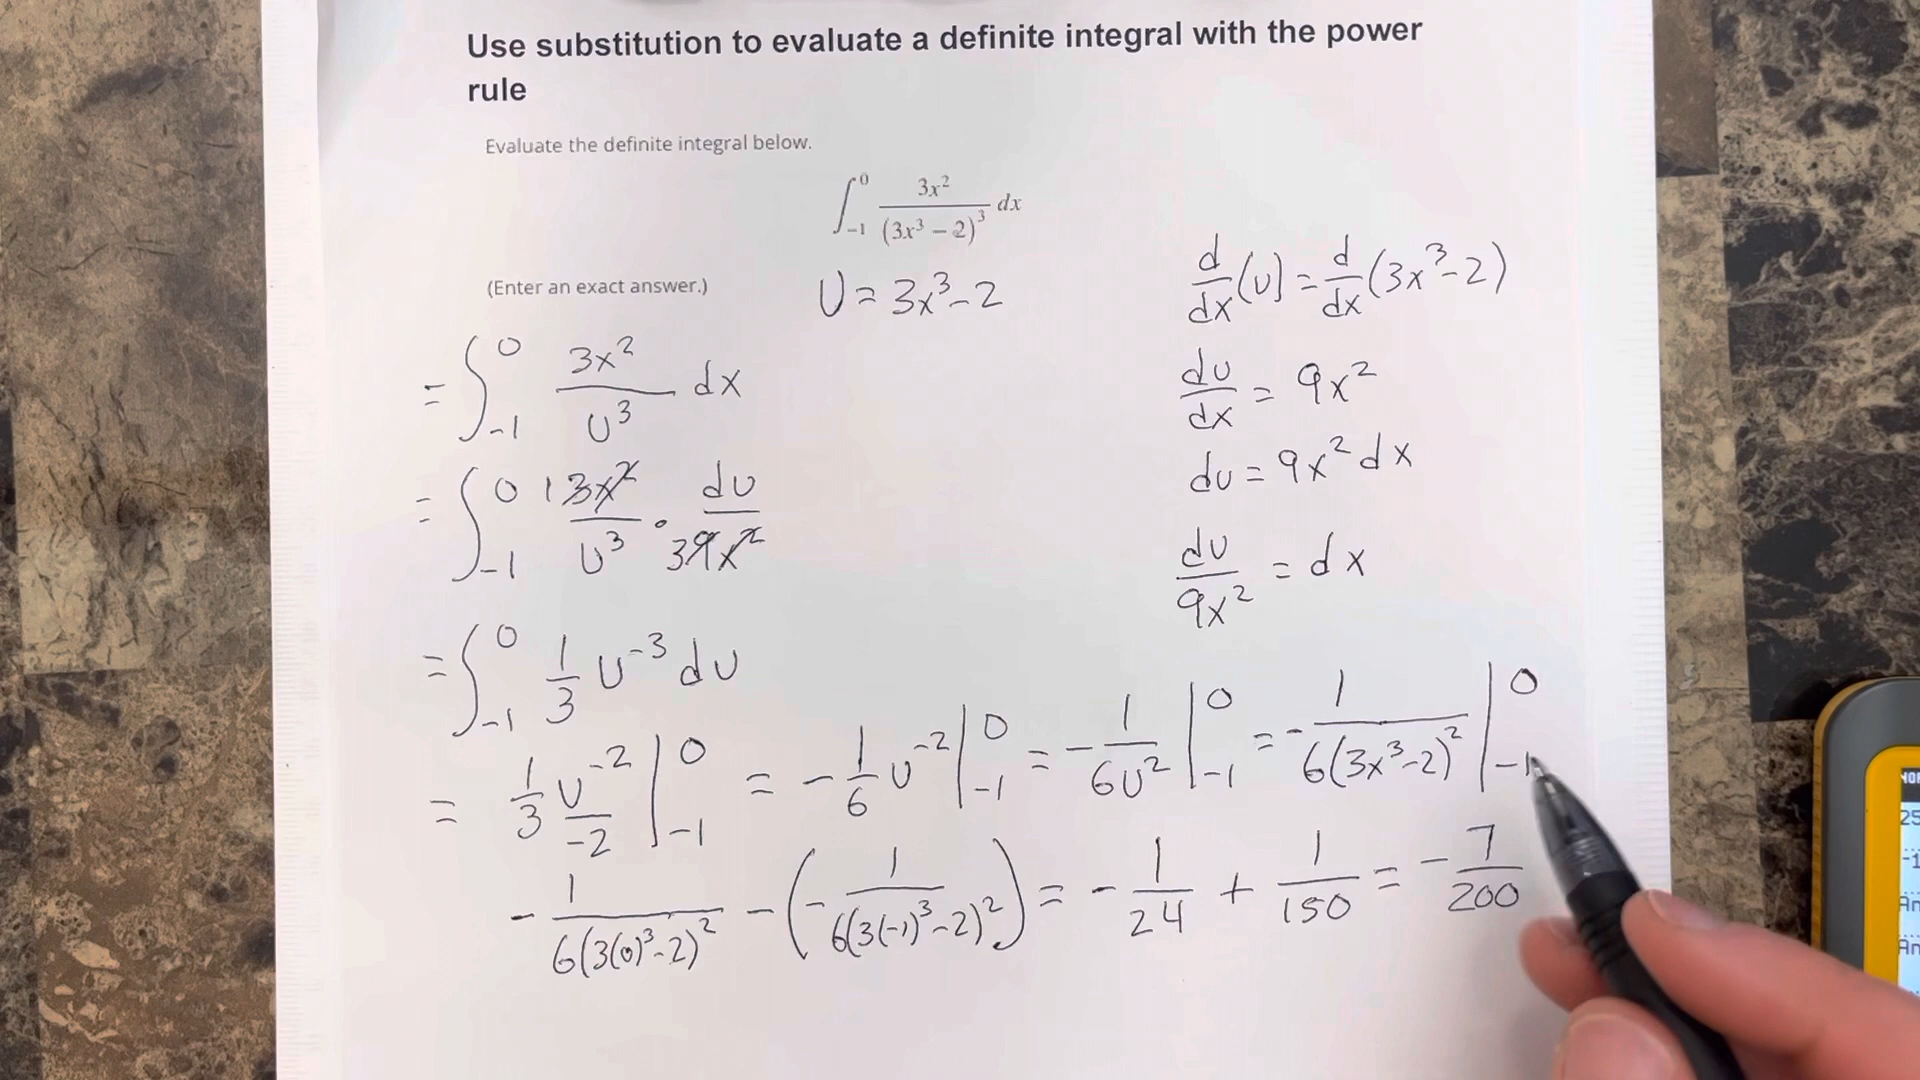 Use substitution to evaluate a definite integral with the power
rule
Evaluate the definite integral below.
∫_{-1}^{0} 3x²/(3x³ − 2)³ dx
(Enter an exact answer.)
U = 3x³-2
d/dx (U) = d/dx (3x³-2)
= ∫_{-1}^{0} 3x²/U³ dx
du/dx = 9x²
du = 9x² dx
= ∫_{-1}^{0} 1 3x²/U³ · du/3 9x²
du/9x² = dx
= ∫_{-1}^{0} 1/3 U⁻³ du
= 1/3 U⁻²/-2 |_{-1}^{0} = - 1/6 U⁻² |_{-1}^{0} = - 1/6U² |_{-1}^{0} = - 1/6(3x³-2)² |_{-1}^{0}
- 1/6(3(0)³-2)² - (- 1/6(3(-1)³-2)²) = - 1/24 + 1/150 = - 7/200